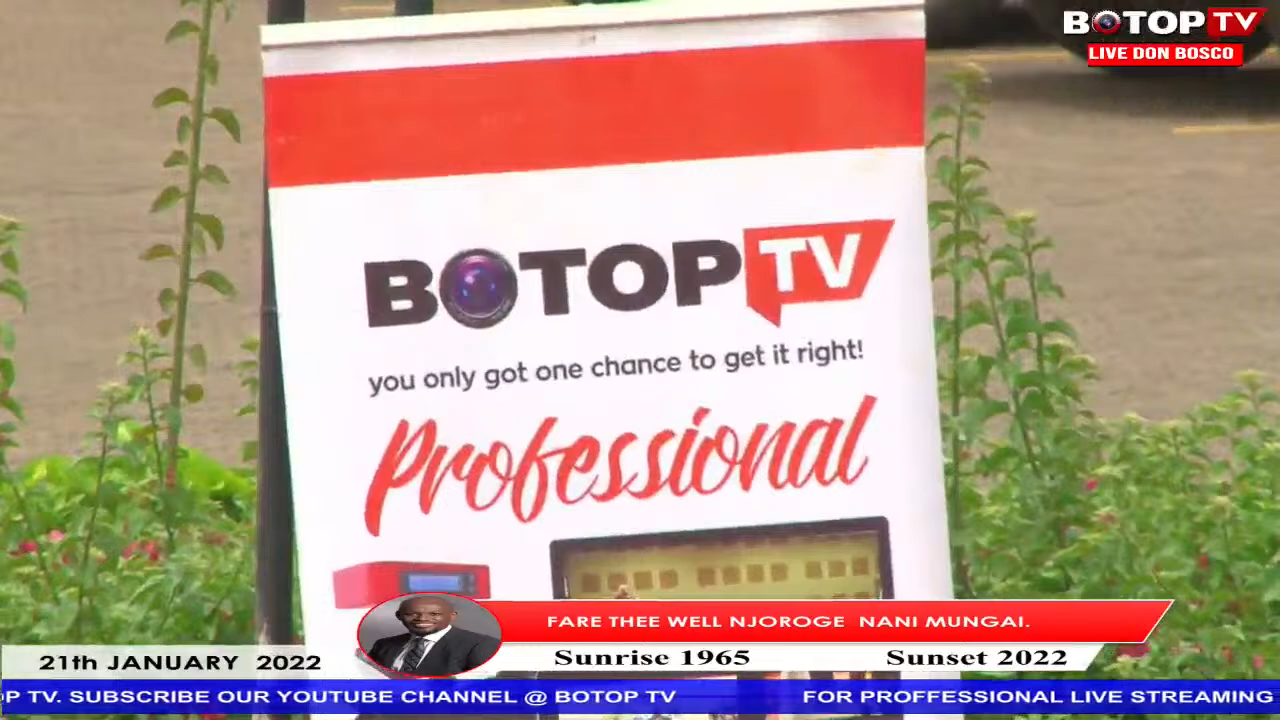 BOTOP TV
LIVE DON BOSCO
BOTOP TV
you only got one chance to get it right!
Professional
FARE THEE WELL NJOROGE NANI MUNGAI.
21th JANUARY 2022
Sunrise 1965
Sunset 2022
P TV. SUBSCRIBE OUR YOUTUBE CHANNEL @ BOTOP TV
FOR PROFFESSIONAL LIVE STREAMING